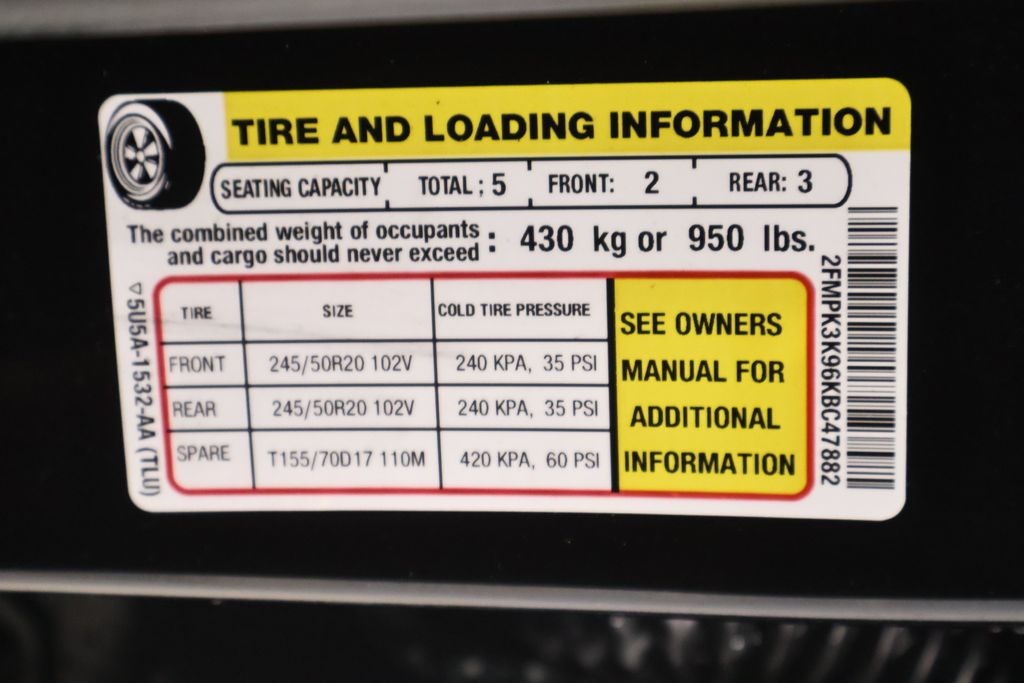 TIRE AND LOADING INFORMATION
SEATING CAPACITY TOTAL : 5 FRONT: 2 REAR: 3
The combined weight of occupants
and cargo should never exceed : 430 kg or 950 lbs.
TIRE SIZE COLD TIRE PRESSURE
FRONT 245/50R20 102V 240 KPA, 35 PSI
REAR 245/50R20 102V 240 KPA, 35 PSI
SPARE T155/70D17 110M 420 KPA, 60 PSI
SEE OWNERS
MANUAL FOR
ADDITIONAL
INFORMATION
5U5A-1532-AA (TLU)
2FMPK3K96KBC47882